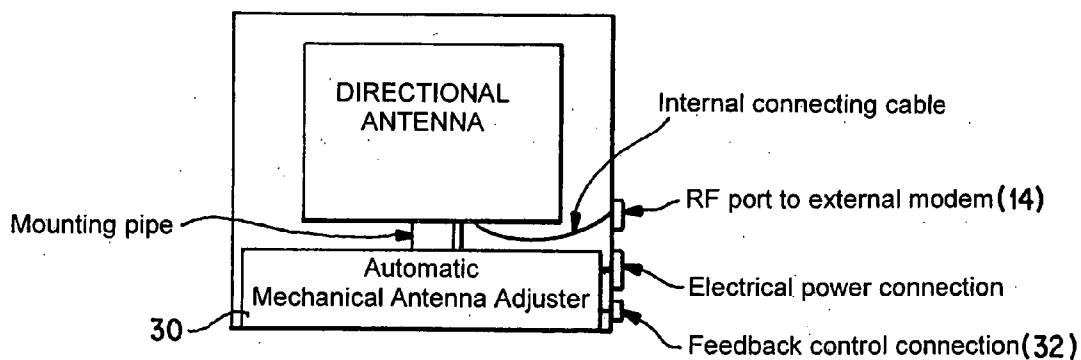 DIRECTIONAL
ANTENNA
Internal connecting cable
RF port to external modem(14)
Mounting pipe
Automatic
Mechanical Antenna Adjuster
Electrical power connection
30
Feedback control connection(32)